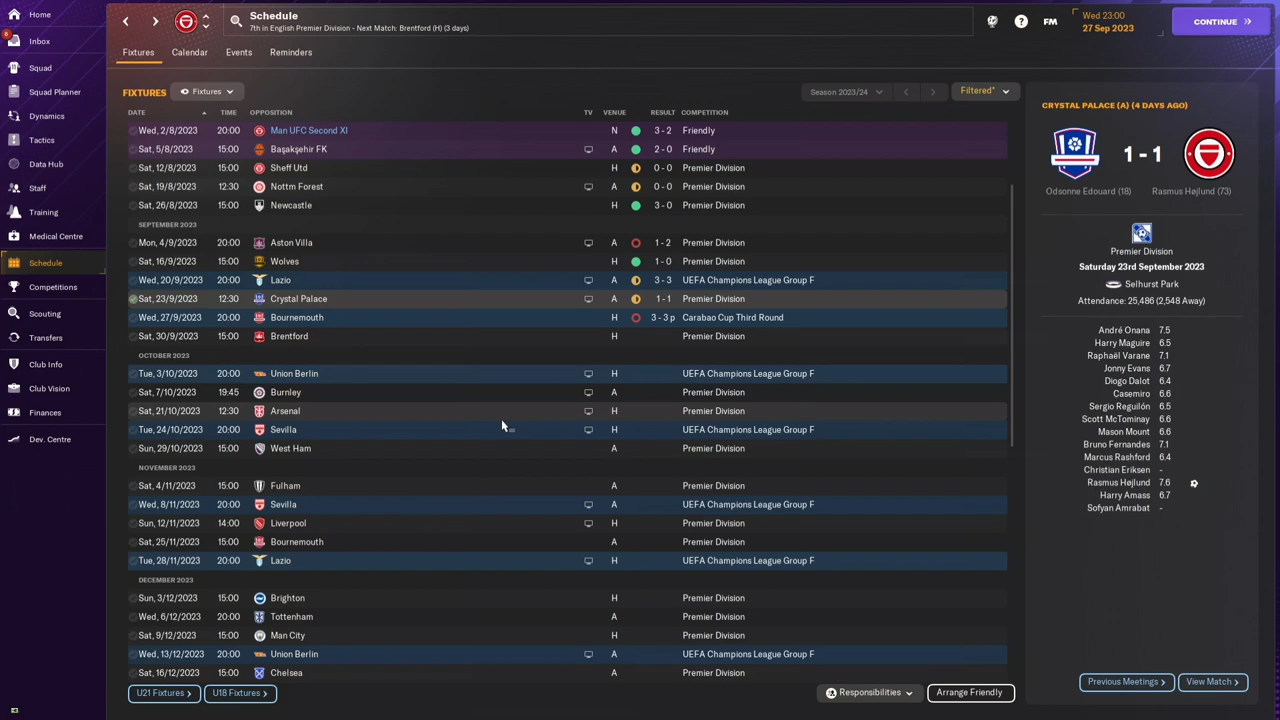 Home
6
Inbox
Squad
Squad Planner
Dynamics
Tactics
Data Hub
Staff
Training
Medical Centre
Schedule
Competitions
Scouting
Transfers
Club Info
Club Vision
Finances
Dev. Centre
Schedule
7th in English Premier Division - Next Match: Brentford (H) (3 days)
? FM
Wed 23:00
27 Sep 2023
CONTINUE
Fixtures Calendar Events Reminders
FIXTURES Fixtures Season 2023/24 Filtered*
DATE TIME OPPOSITION TV VENUE RESULT COMPETITION
Wed, 2/8/2023 20:00 Man UFC Second XI N 3 - 2 Friendly
Sat, 5/8/2023 15:00 Başakşehir FK A 2 - 0 Friendly
Sat, 12/8/2023 15:00 Sheff Utd H 0 - 0 Premier Division
Sat, 19/8/2023 12:30 Nottm Forest A 0 - 0 Premier Division
Sat, 26/8/2023 15:00 Newcastle H 3 - 0 Premier Division
SEPTEMBER 2023
Mon, 4/9/2023 20:00 Aston Villa A 1 - 2 Premier Division
Sat, 16/9/2023 15:00 Wolves H 1 - 0 Premier Division
Wed, 20/9/2023 20:00 Lazio A 3 - 3 UEFA Champions League Group F
Sat, 23/9/2023 12:30 Crystal Palace A 1 - 1 Premier Division
Wed, 27/9/2023 20:00 Bournemouth H 3 - 3 p Carabao Cup Third Round
Sat, 30/9/2023 15:00 Brentford H Premier Division
OCTOBER 2023
Tue, 3/10/2023 20:00 Union Berlin H UEFA Champions League Group F
Sat, 7/10/2023 19:45 Burnley A Premier Division
Sat, 21/10/2023 12:30 Arsenal H Premier Division
Tue, 24/10/2023 20:00 Sevilla H UEFA Champions League Group F
Sun, 29/10/2023 15:00 West Ham A Premier Division
NOVEMBER 2023
Sat, 4/11/2023 15:00 Fulham A Premier Division
Wed, 8/11/2023 20:00 Sevilla A UEFA Champions League Group F
Sun, 12/11/2023 14:00 Liverpool H Premier Division
Sat, 25/11/2023 15:00 Bournemouth A Premier Division
Tue, 28/11/2023 20:00 Lazio H UEFA Champions League Group F
DECEMBER 2023
Sun, 3/12/2023 15:00 Brighton H Premier Division
Wed, 6/12/2023 20:00 Tottenham A Premier Division
Sat, 9/12/2023 15:00 Man City H Premier Division
Wed, 13/12/2023 20:00 Union Berlin A UEFA Champions League Group F
Sat, 16/12/2023 15:00 Chelsea A Premier Division
U21 Fixtures U18 Fixtures Responsibilities Arrange Friendly
CRYSTAL PALACE (A) (4 DAYS AGO)
1 - 1
Odsonne Edouard (18) Rasmus Højlund (73)
Premier Division
Saturday 23rd September 2023
Selhurst Park
Attendance: 25,486 (2,548 Away)
André Onana 7.5
Harry Maguire 6.5
Raphaël Varane 7.1
Jonny Evans 6.7
Diogo Dalot 6.4
Casemiro 6.6
Sergio Reguilón 6.5
Scott McTominay 6.6
Mason Mount 6.6
Bruno Fernandes 7.1
Marcus Rashford 6.4
Christian Eriksen -
Rasmus Højlund 7.6
Harry Amass 6.7
Sofyan Amrabat -
Previous Meetings View Match